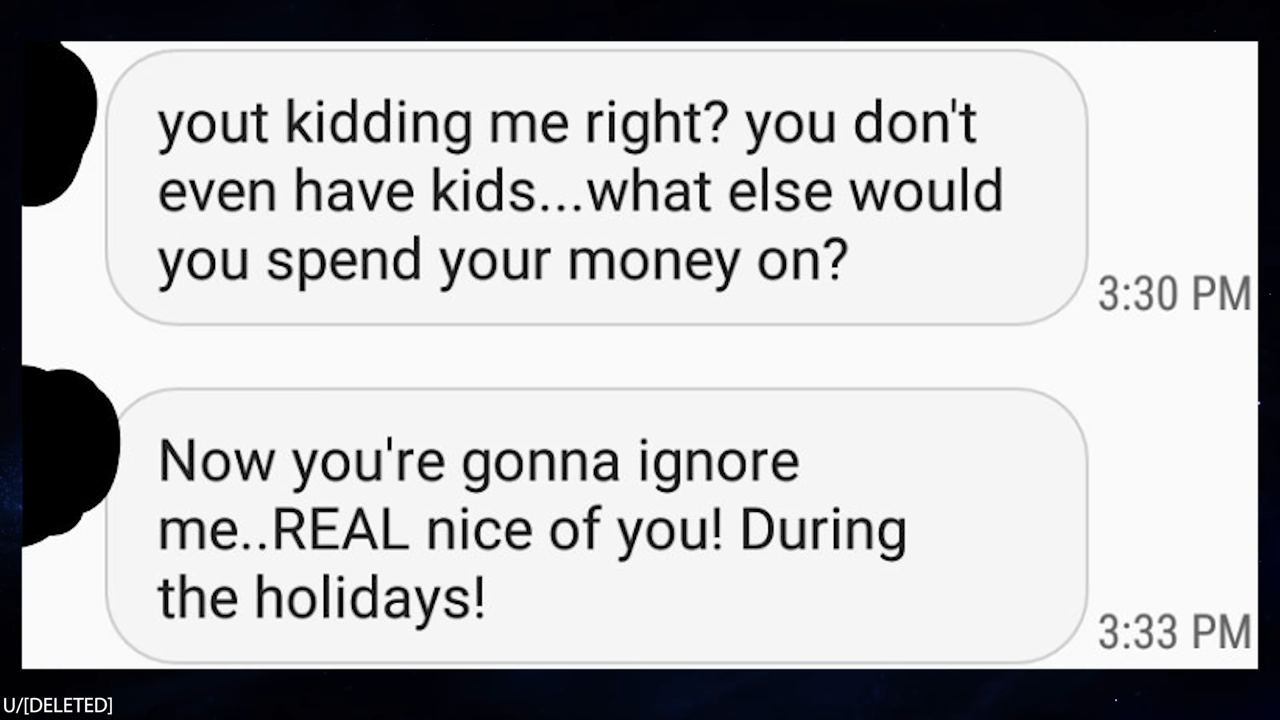 yout kidding me right? you don't
even have kids...what else would
you spend your money on?
3:30 PM
Now you're gonna ignore
me..REAL nice of you! During
the holidays!
3:33 PM
U/[DELETED]